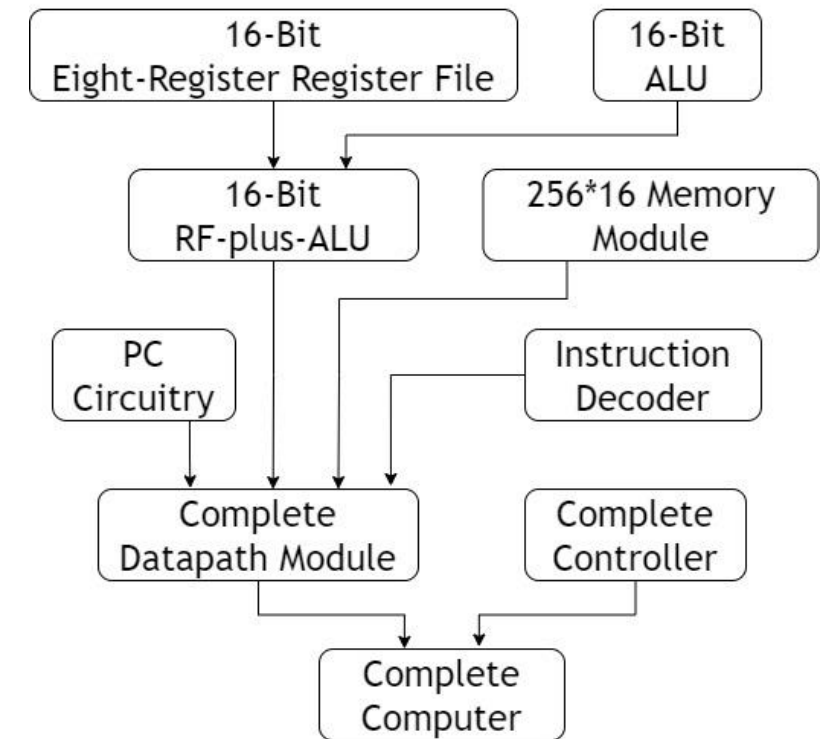 16-Bit
Eight-Register Register File
16-Bit
ALU
16-Bit
RF-plus-ALU
256*16 Memory
Module
PC
Circuitry
Instruction
Decoder
Complete
Datapath Module
Complete
Controller
Complete
Computer